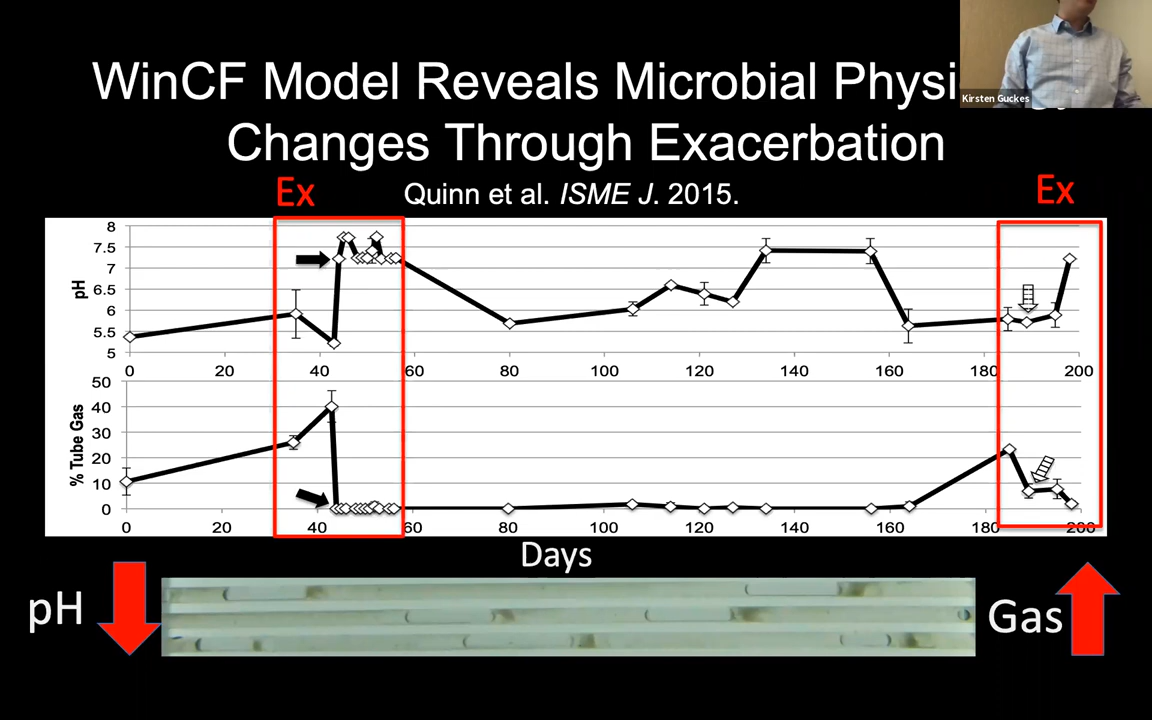 WinCF Model Reveals Microbial
Changes Through Exacerbation
Quinn et al. ISME J. 2015.
Ex
Ex
Kirsten Guckes
8
7.5
7
6.5
6
5.5
5
pH
0 20 40 60 80 100 120 140 160 180 200
50
40
30
20
10
0
% Tube Gas
0 20 40 60 80 100 120 140 160 180 200
Days
pH
Gas